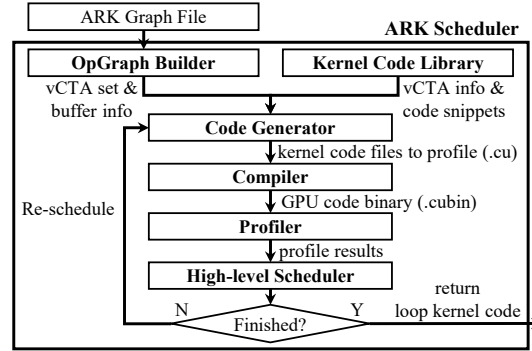 ARK Graph File
ARK Scheduler
OpGraph Builder
Kernel Code Library
vCTA set &
buffer info
vCTA info &
code snippets
Code Generator
kernel code files to profile (.cu)
Compiler
GPU code binary (.cubin)
Re-schedule
Profiler
profile results
High-level Scheduler
return
loop kernel code
N
Finished?
Y